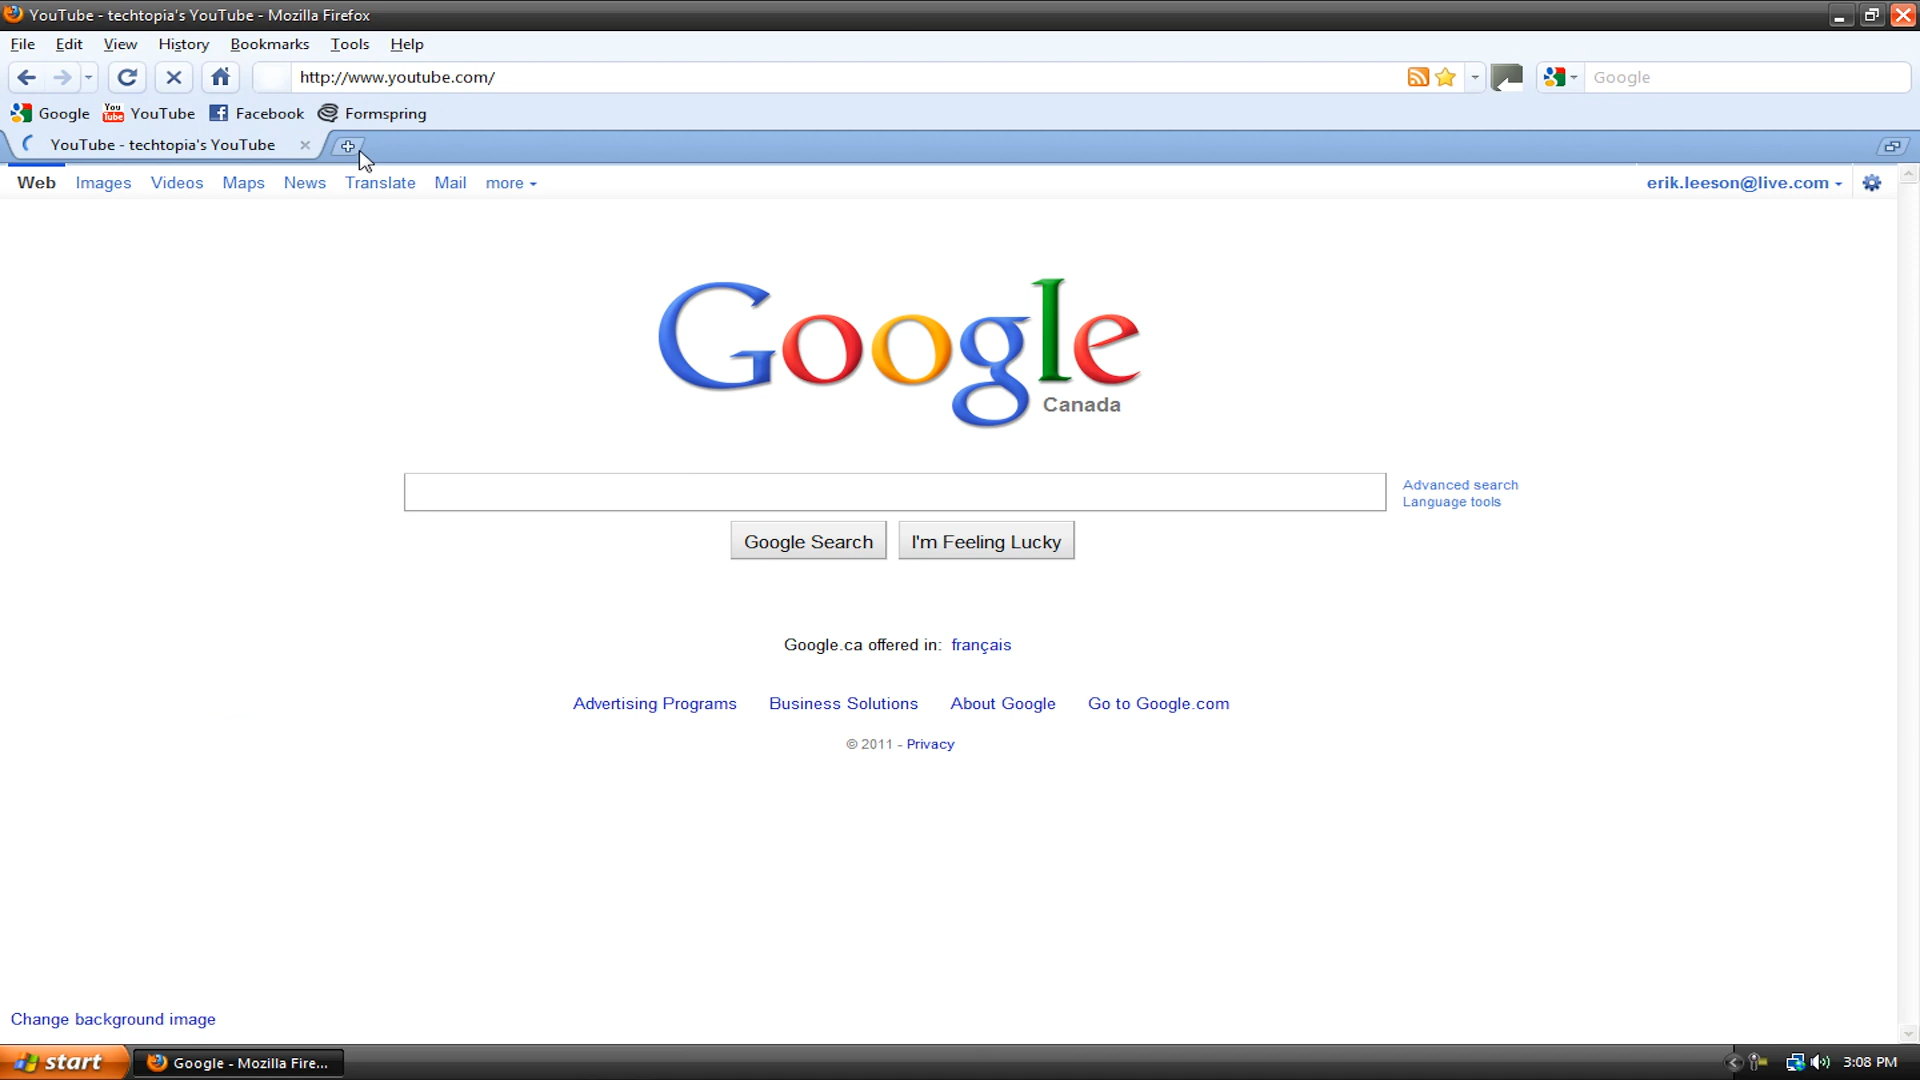 YouTube - techtopia's YouTube - Mozilla Firefox
File Edit View History Bookmarks Tools Help
http://www.youtube.com/ Google
Google You Tube YouTube Facebook Formspring
YouTube - techtopia's YouTube
Web Images Videos Maps News Translate Mail more erik.leeson@live.com
Google
Canada
Advanced search
Language tools
Google Search I'm Feeling Lucky
Google.ca offered in: français
Advertising Programs Business Solutions About Google Go to Google.com
© 2011 - Privacy
Change background image
start Google - Mozilla Fire... 3:08 PM